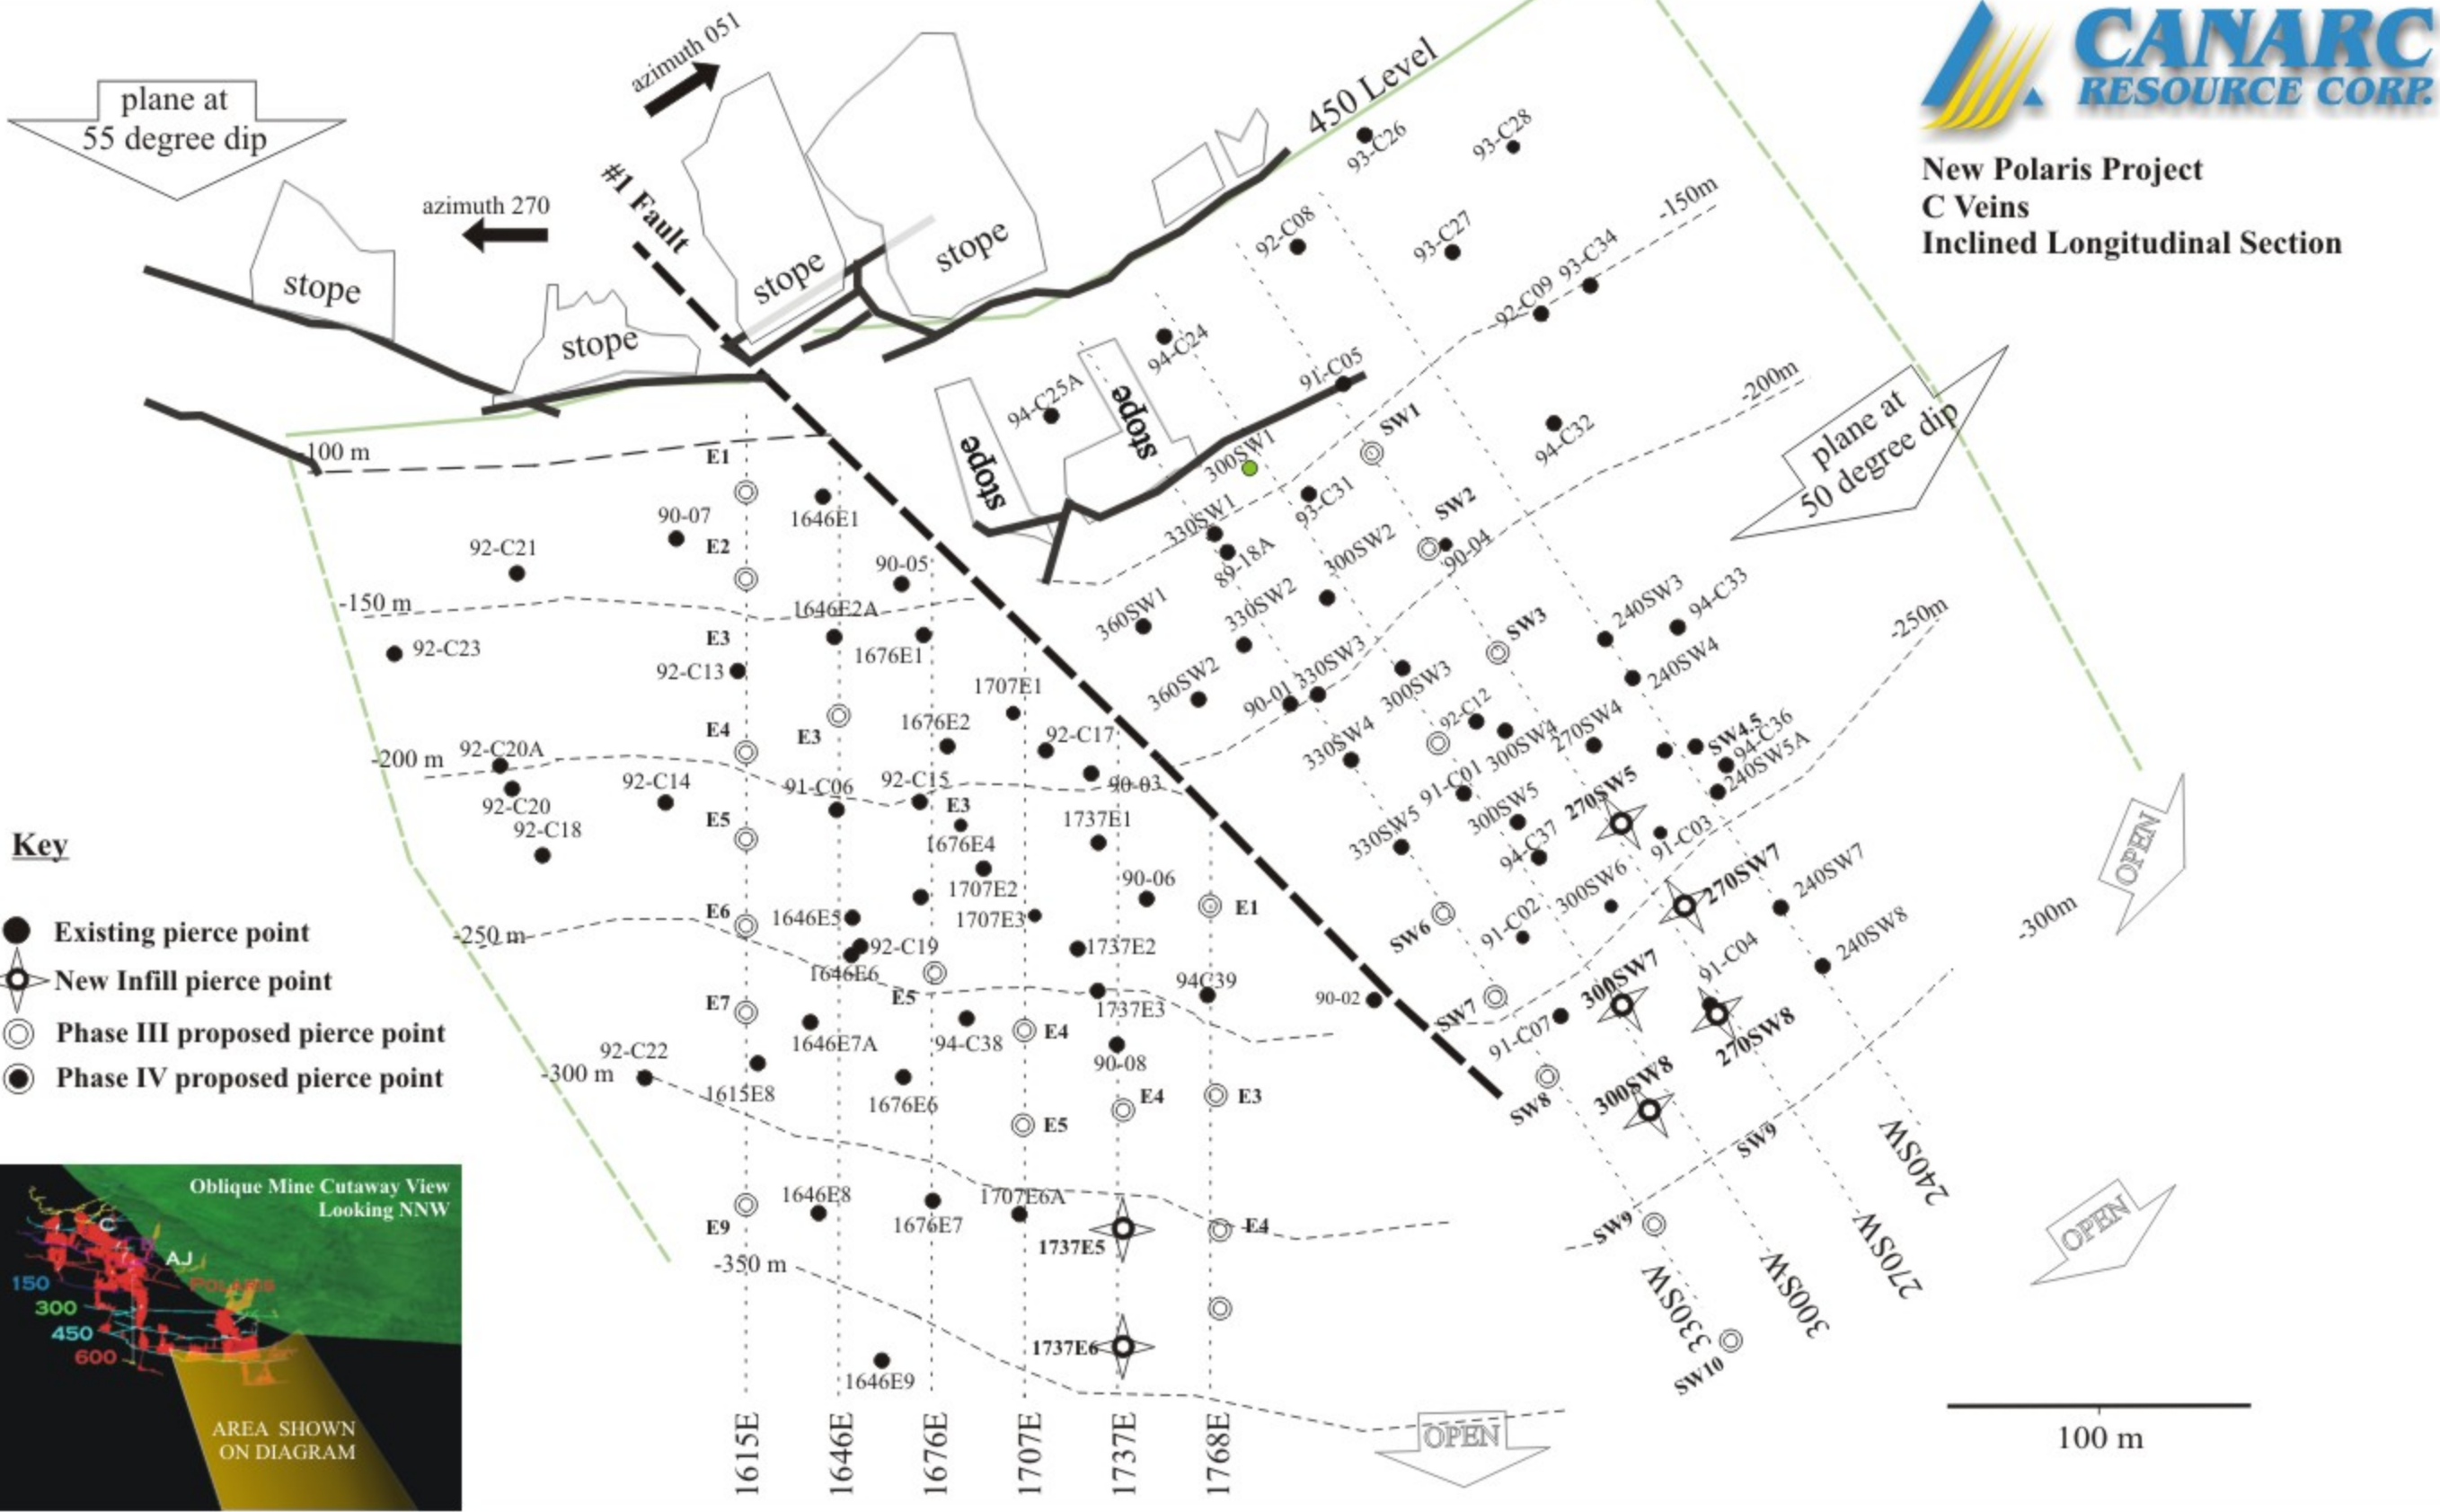 CANARC
RESOURCE CORP.
New Polaris Project
C Veins
Inclined Longitudinal Section
plane at
55 degree dip
azimuth 051
azimuth 270
#1 Fault
450 Level
stope
stope
stope
stope
stope
stope
93-C26
93-C28
92-C08
93-C27
-150m
93-C34
92-C09
94-C24
91-C05
94-C25A
-200m
SW1
94-C32
plane at
50 degree dip
300SW1
93-C31
SW2
330SW1
89-18A
300SW2
90-04
360SW1
330SW2
SW3
240SW3
94-C33
-250m
360SW2
90-01
330SW3
300SW3
240SW4
92-C12
330SW4
300SW4
270SW4
SW4.5
94-C36
240SW5A
91-C01
300SW5
270SW5
330SW5
94-C37
91-C03
300SW6
270SW7
240SW7
SW6
91-C02
91-C04
240SW8
-300m
300SW7
SW7
91-C07
270SW8
90-02
SW8
300SW8
SW9
SW9
SW10
240SW
270SW
300SW
330SW
OPEN
OPEN
OPEN
-100 m
E1
1646E1
90-07
E2
92-C21
90-05
-150 m
1646E2A
E3
92-C23
92-C13
1676E1
1707E1
E4
E3
1676E2
92-C17
-200 m
92-C20A
92-C14
91-C06
92-C15
90-03
92-C20
E5
E3
1737E1
92-C18
1676E4
1707E2
90-06
E6
1646E5
1707E3
E1
-250 m
92-C19
1737E2
1646E6
94C39
E7
E5
1737E3
1646E7A
94-C38
E4
92-C22
90-08
-300 m
1615E8
1676E6
E4
E3
E5
1646E8
1707E6A
E9
1676E7
1737E5
E4
-350 m
1737E6
1646E9
1615E
1646E
1676E
1707E
1737E
1768E
100 m
Key
Existing pierce point
New Infill pierce point
Phase III proposed pierce point
Phase IV proposed pierce point
Oblique Mine Cutaway View
Looking NNW
C
AJ
POLARIS
150
300
450
600
AREA SHOWN
ON DIAGRAM